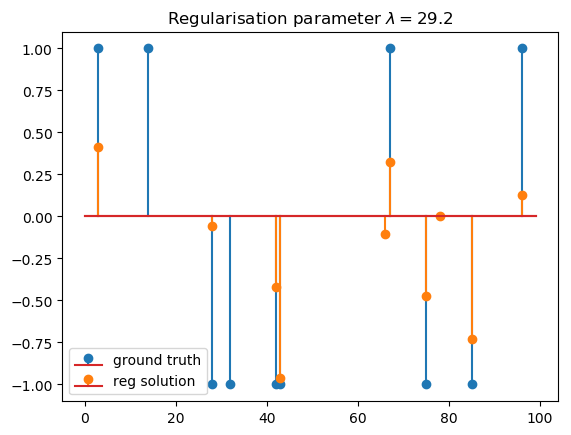 Regularisation parameter λ = 29.2
1.00
0.75
0.50
0.25
0.00
−0.25
−0.50
−0.75
−1.00
ground truth
reg solution
0 20 40 60 80 100